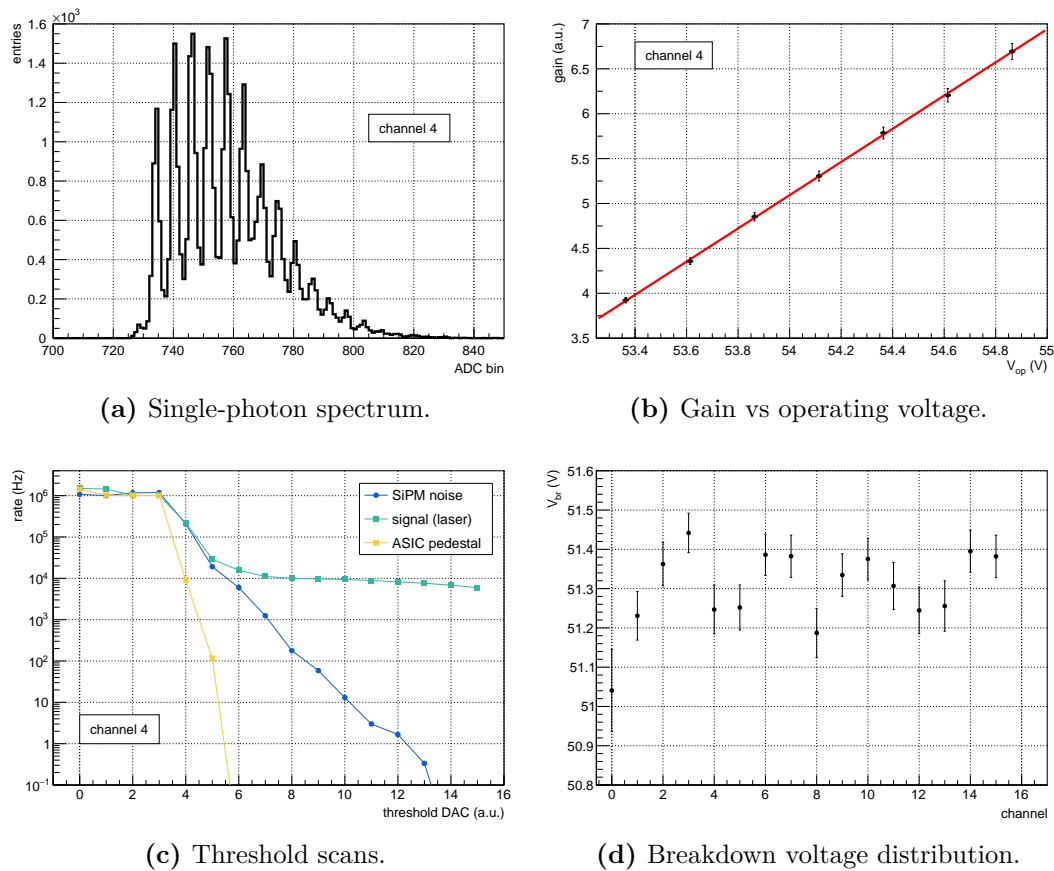 ×10³
entries
1.6
1.4
1.2
1
0.8
0.6
0.4
0.2
0
channel 4
700 720 740 760 780 800 820 840
ADC bin
(a) Single-photon spectrum.
gain (a.u.)
7
6.5
6
5.5
5
4.5
4
3.5
channel 4
53.4 53.6 53.8 54 54.2 54.4 54.6 54.8 55
V_op (V)
(b) Gain vs operating voltage.
rate (Hz)
10⁶
10⁵
10⁴
10³
10²
10
1
10⁻¹
SiPM noise
signal (laser)
ASIC pedestal
channel 4
0 2 4 6 8 10 12 14 16
threshold DAC (a.u.)
(c) Threshold scans.
V_br (V)
51.6
51.5
51.4
51.3
51.2
51.1
51
50.9
50.8
0 2 4 6 8 10 12 14 16
channel
(d) Breakdown voltage distribution.